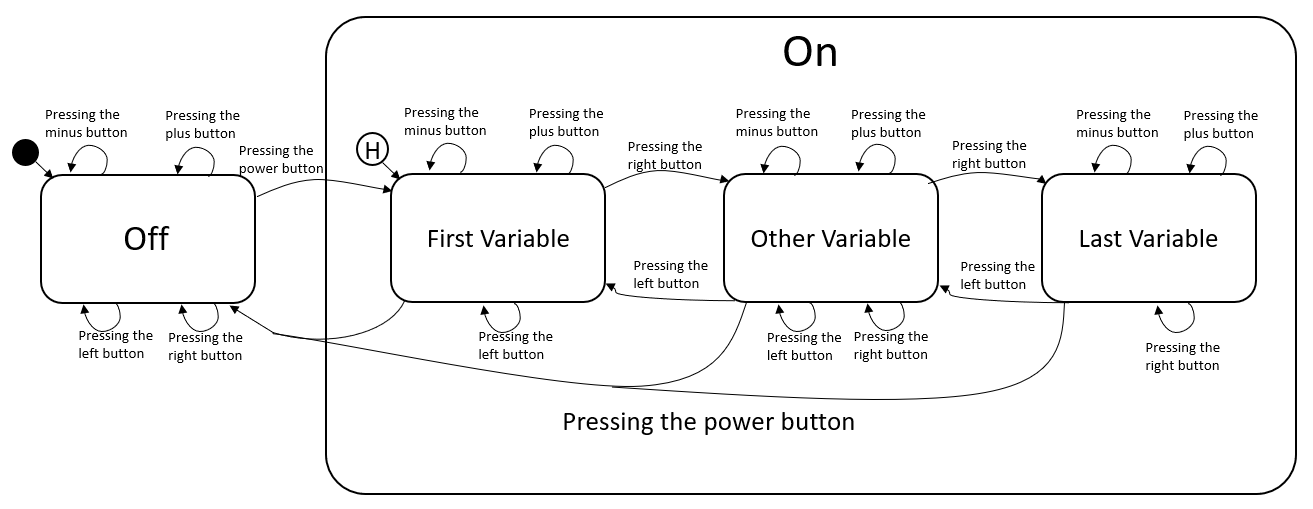 On
Pressing the
minus button
Pressing the
plus button
Pressing the
power button
H
Pressing the
minus button
Pressing the
plus button
Pressing the
right button
Pressing the
minus button
Pressing the
plus button
Pressing the
right button
Pressing the
minus button
Pressing the
plus button
Off
First Variable
Other Variable
Last Variable
Pressing the
left button
Pressing the
left button
Pressing the
left button
Pressing the
right button
Pressing the
left button
Pressing the
left button
Pressing the
right button
Pressing the
right button
Pressing the power button